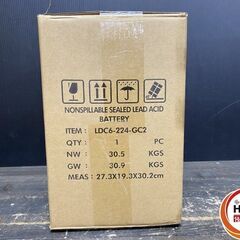 NONSPILLABLE SEALED LEAD ACID
BATTERY
ITEM: LDC6-224-GC2
QTY: 1 PC
NW: 30.5 KGS
GW: 30.9 KGS
MEAS: 27.3X19.3X30.2cm